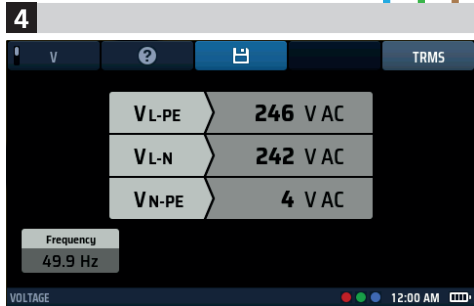 4
V ? TRMS
VL-PE 246 V AC
VL-N 242 V AC
VN-PE 4 V AC
Frequency
49.9 Hz
VOLTAGE 12:00 AM